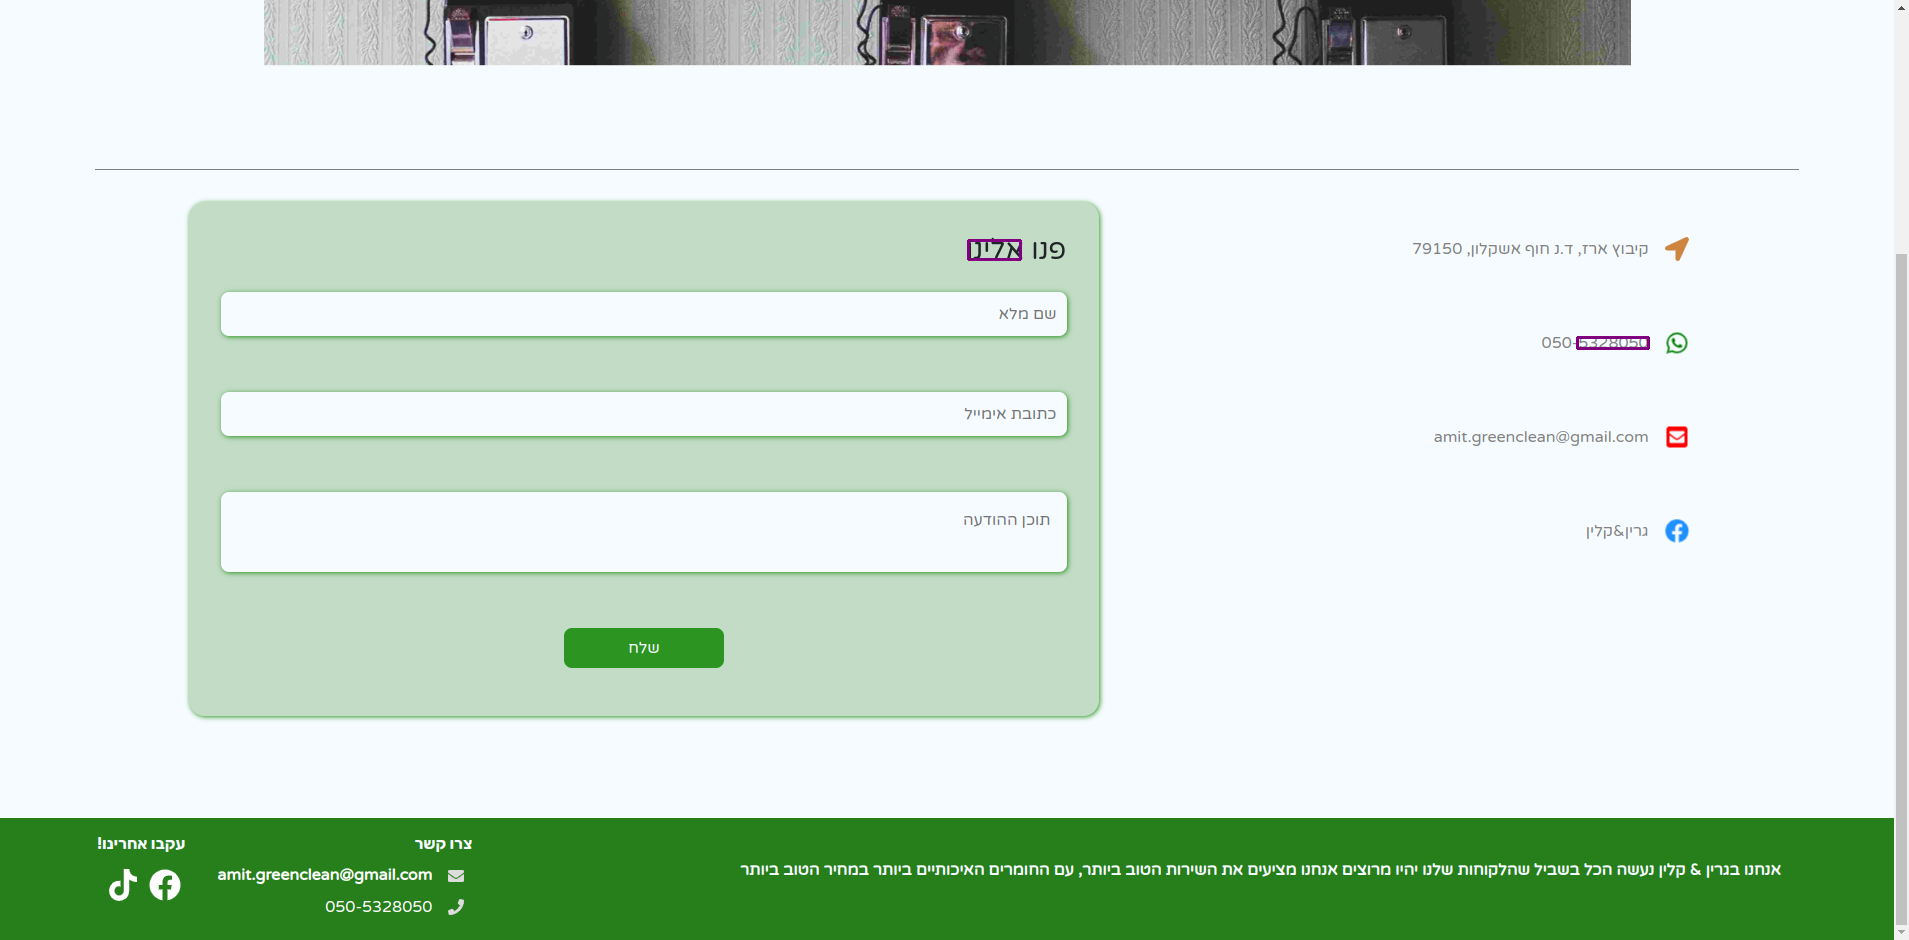 פנו אלינו
שם מלא
כתובת אימייל
תוכן ההודעה
שלח
קיבוץ ארז, ד.נ חוף אשקלון, 79150
050-5328050
amit.greenclean@gmail.com
גרין&קלין
אנחנו בגרין & קלין נעשה הכל בשביל שהלקוחות שלנו יהיו מרוצים אנחנו מציעים את השירות הטוב ביותר, עם החומרים האיכותיים ביותר במחיר הטוב ביותר
צרו קשר
amit.greenclean@gmail.com
050-5328050
עקבו אחרינו!